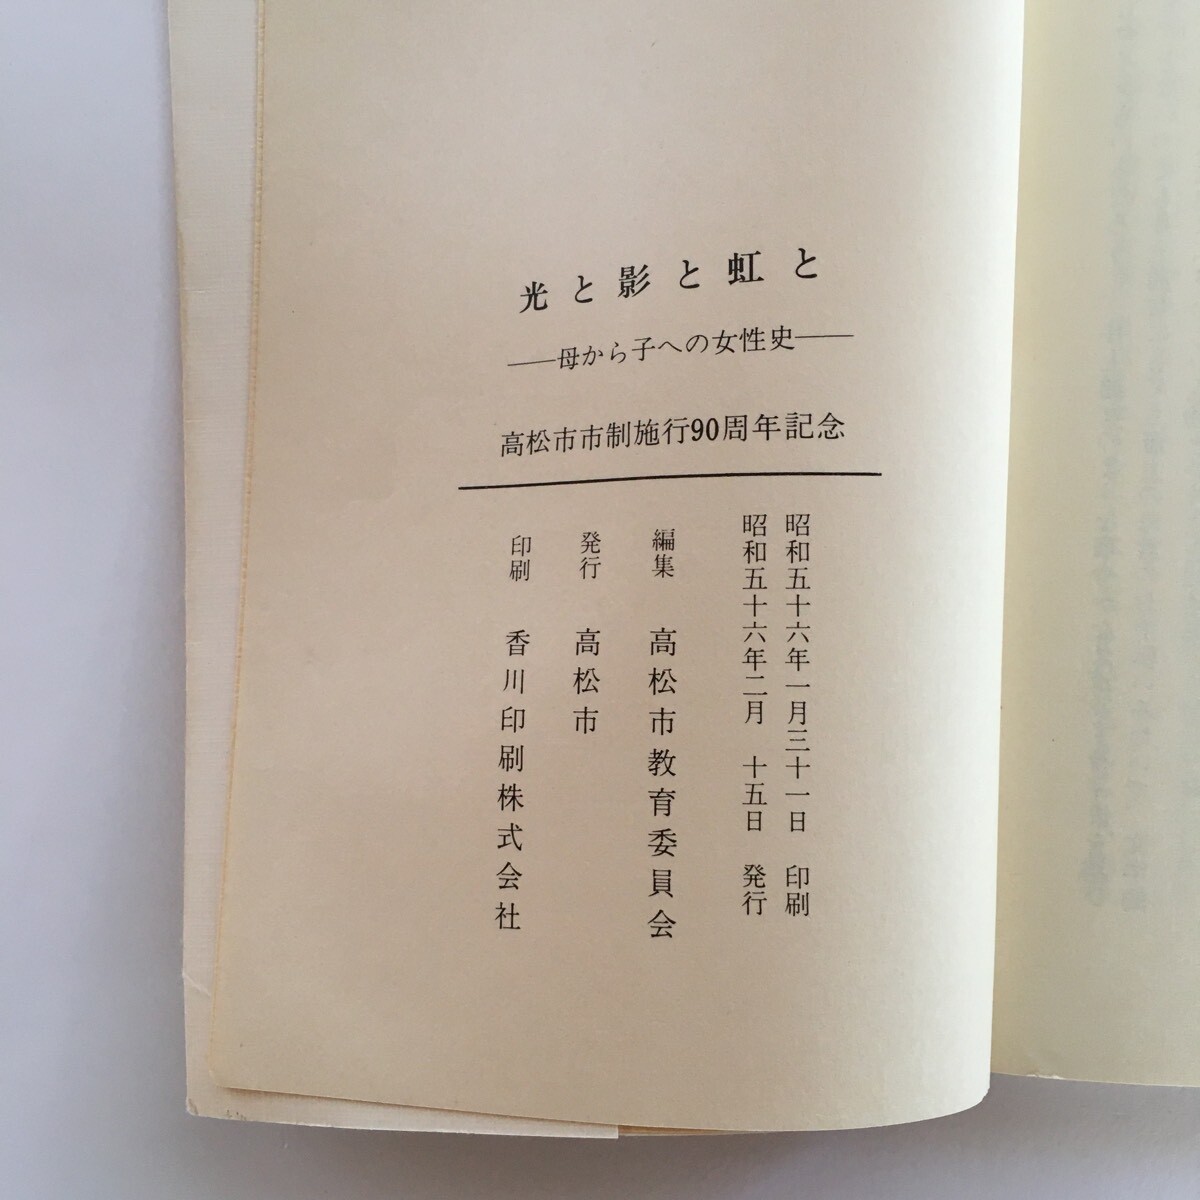 光と影と虹と
——母から子への女性史——
高松市市制施行90周年記念
昭和五十六年一月三十一日 印刷
昭和五十六年二月 十五日 発行
編集 高松市教育委員会
発行 高松市
印刷 香川印刷株式会社